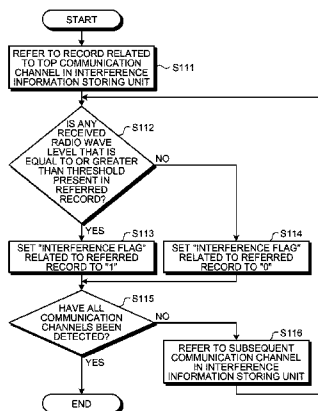 START
REFER TO RECORD RELATED
TO TOP COMMUNICATION
CHANNEL IN INTERFERENCE
INFORMATION STORING UNIT
S111
S112
IS ANY
RECEIVED
RADIO WAVE
LEVEL THAT IS
EQUAL TO OR GREATER
THAN THRESHOLD
PRESENT IN
REFERRED
RECORD?
NO
YES
S113
S114
SET "INTERFERENCE FLAG"
RELATED TO REFERRED
RECORD TO "1"
SET "INTERFERENCE FLAG"
RELATED TO REFERRED
RECORD TO "0"
S115
HAVE ALL
COMMUNICATION
CHANNELS BEEN
DETECTED?
NO
YES
S116
REFER TO SUBSEQUENT
COMMUNICATION CHANNEL
IN INTERFERENCE
INFORMATION STORING UNIT
END